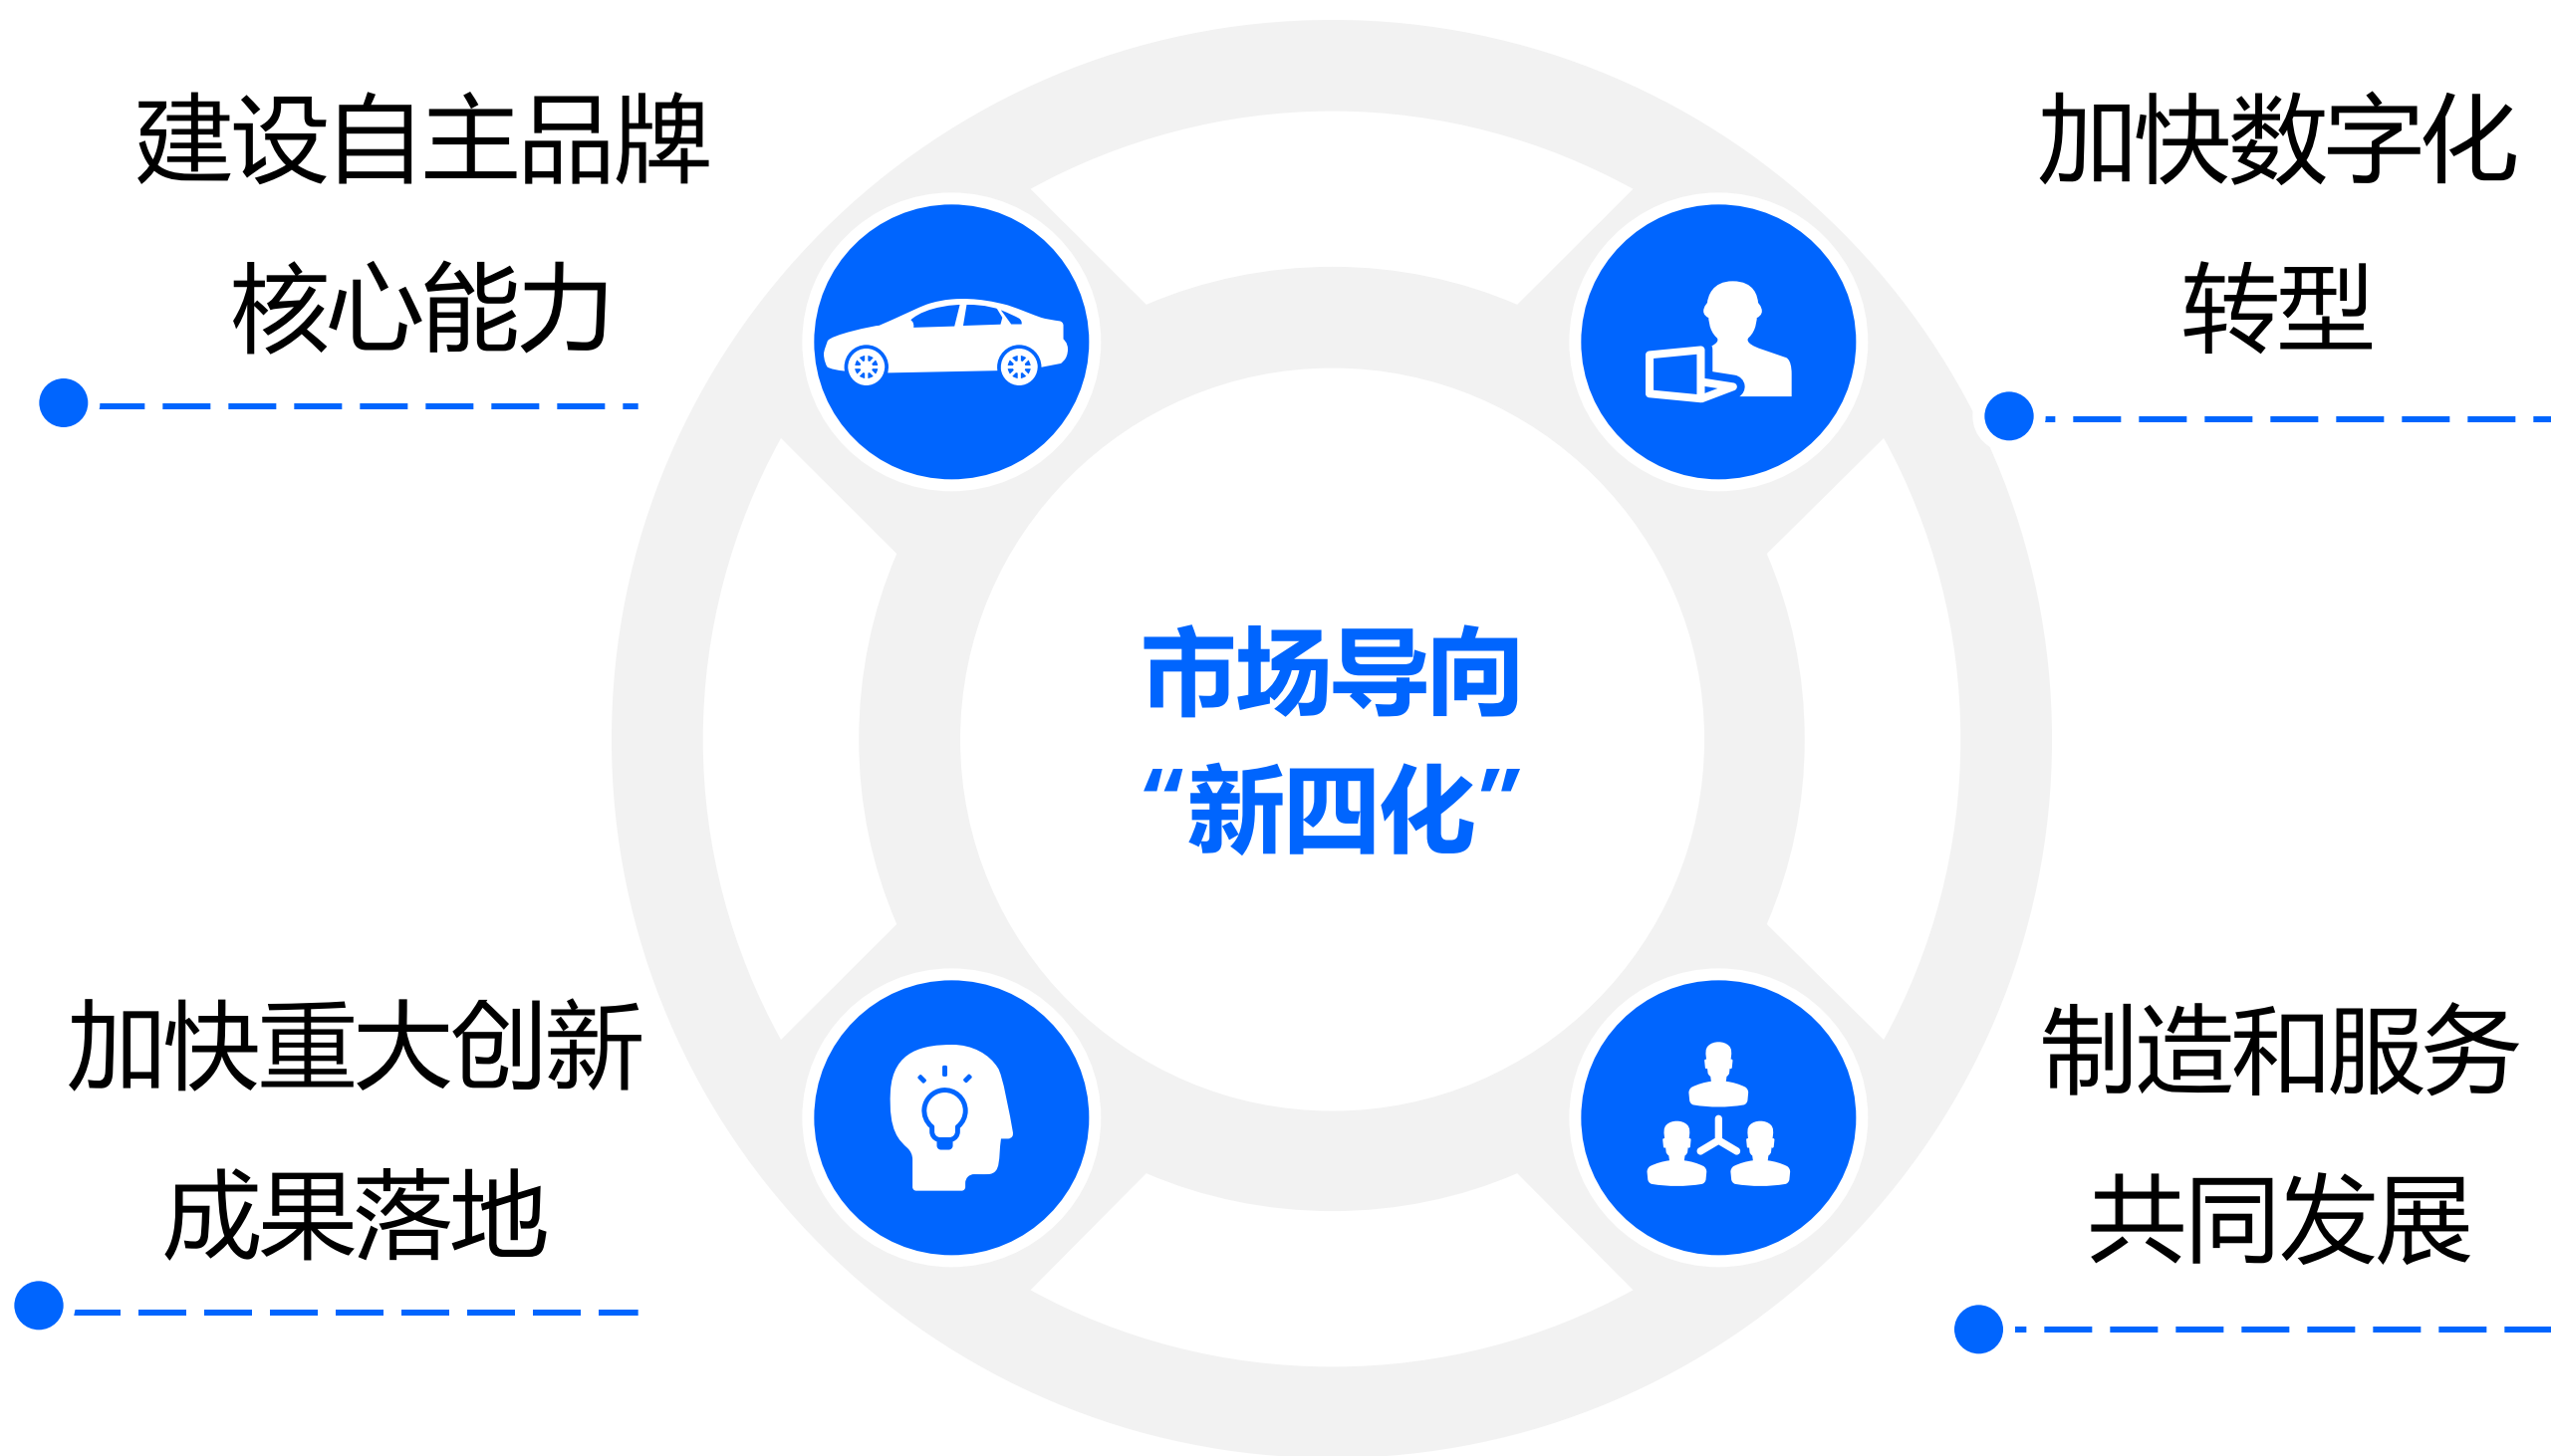 建设自主品牌
核心能力
加快数字化
转型
市场导向
“新四化”
加快重大创新
成果落地
制造和服务
共同发展